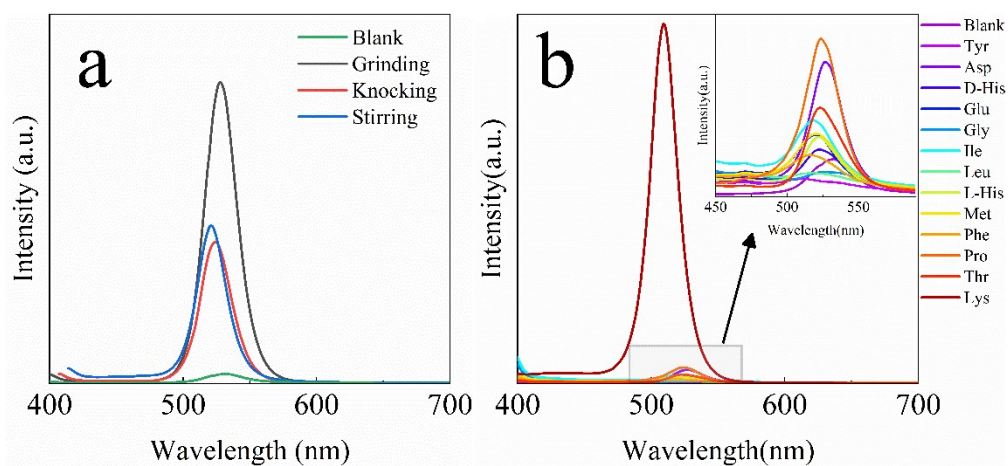 a
Blank
Grinding
Knocking
Stirring
Intensity (a.u.)
400
500
600
700
Wavelength (nm)
b
Intensity(a.u.)
450
500
550
Wavelength(nm)
Blank
Tyr
Asp
D-His
Glu
Gly
Ile
Leu
L-His
Met
Phe
Pro
Thr
Lys
Intensity (a.u.)
400
500
600
700
Wavelength(nm)